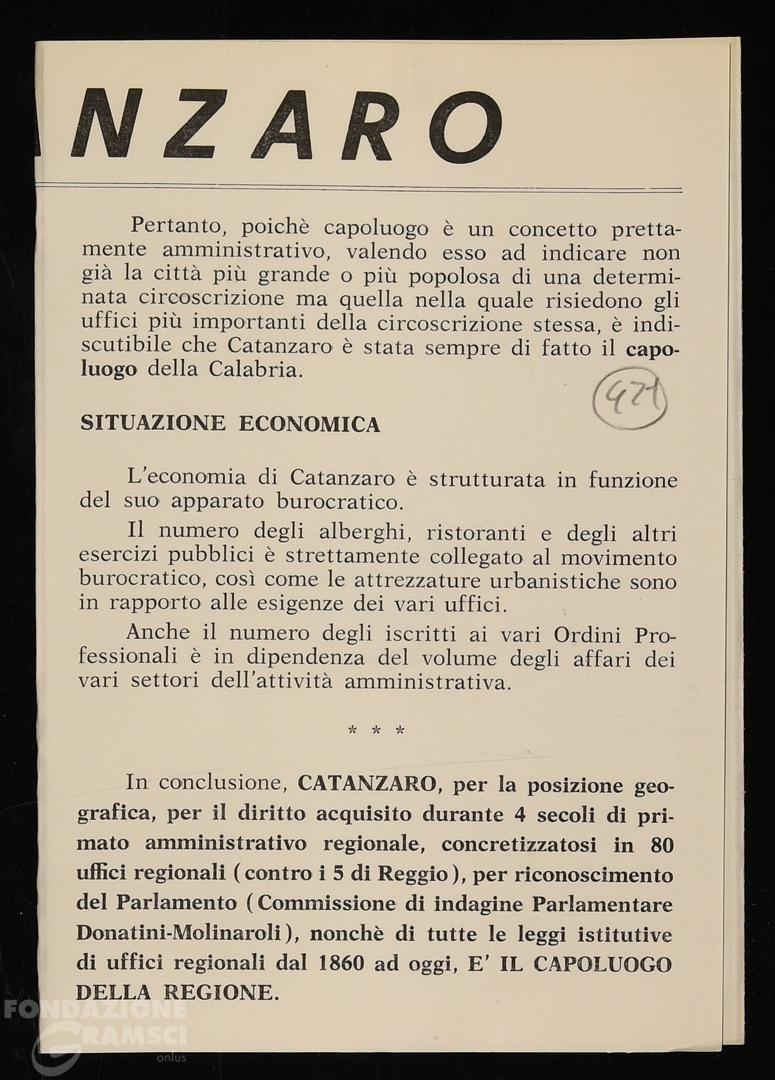 NZARO
Pertanto, poichè capoluogo è un concetto pretta-
mente amministrativo, valendo esso ad indicare non
già la città più grande o più popolosa di una determi-
nata circoscrizione ma quella nella quale risiedono gli
uffici più importanti della circoscrizione stessa, è indi-
scutibile che Catanzaro è stata sempre di fatto il capo-
luogo della Calabria.
421
SITUAZIONE ECONOMICA
L'economia di Catanzaro è strutturata in funzione
del suo apparato burocratico.
Il numero degli alberghi, ristoranti e degli altri
esercizi pubblici è strettamente collegato al movimento
burocratico, così come le attrezzature urbanistiche sono
in rapporto alle esigenze dei vari uffici.
Anche il numero degli iscritti ai vari Ordini Pro-
fessionali è in dipendenza del volume degli affari dei
vari settori dell'attività amministrativa.
* * *
In conclusione, CATANZARO, per la posizione geo-
grafica, per il diritto acquisito durante 4 secoli di pri-
mato amministrativo regionale, concretizzatosi in 80
uffici regionali (contro i 5 di Reggio), per riconoscimento
del Parlamento (Commissione di indagine Parlamentare
Donatini-Molinaroli), nonchè di tutte le leggi istitutive
di uffici regionali dal 1860 ad oggi, E' IL CAPOLUOGO
DELLA REGIONE.
FONDAZIONE
GRAMSCI
onlus